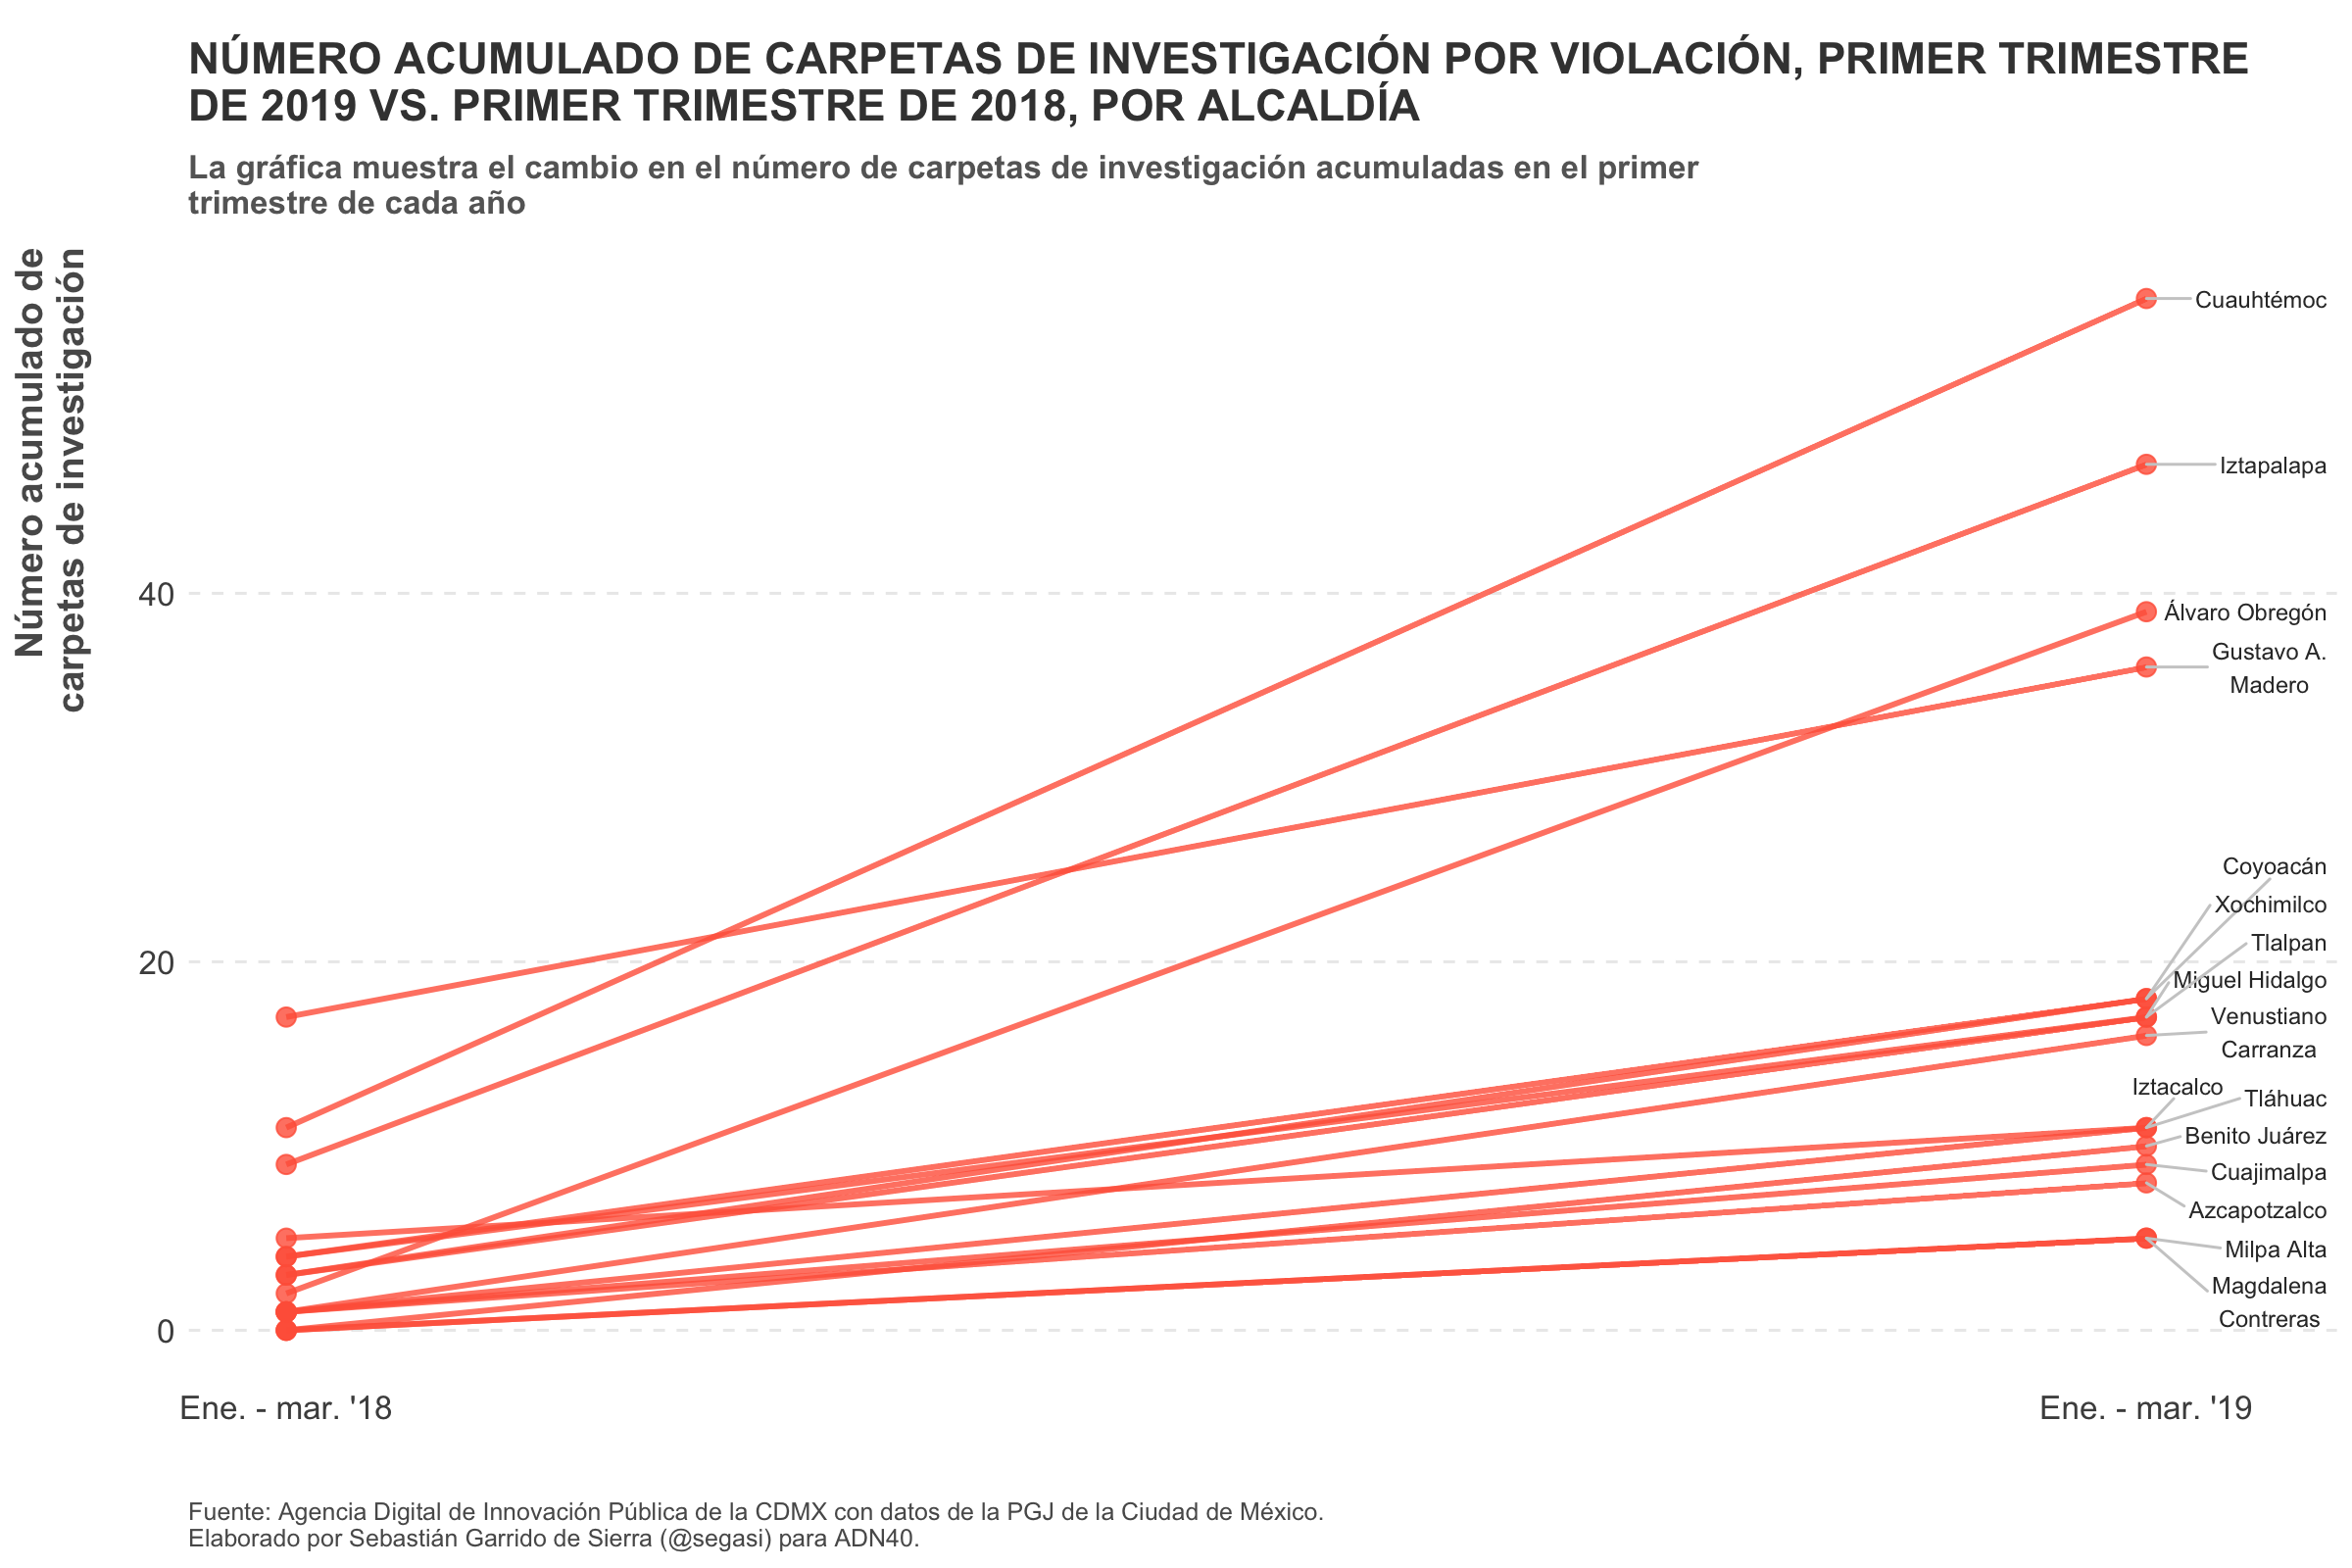 NÚMERO ACUMULADO DE CARPETAS DE INVESTIGACIÓN POR VIOLACIÓN, PRIMER TRIMESTRE
DE 2019 VS. PRIMER TRIMESTRE DE 2018, POR ALCALDÍA
La gráfica muestra el cambio en el número de carpetas de investigación acumuladas en el primer
trimestre de cada año
Número acumulado de
carpetas de investigación
40
20
0
Cuauhtémoc
Iztapalapa
Álvaro Obregón
Gustavo A.
Madero
Coyoacán
Xochimilco
Tlalpan
Miguel Hidalgo
Venustiano
Carranza
Iztacalco
Tláhuac
Benito Juárez
Cuajimalpa
Azcapotzalco
Milpa Alta
Magdalena
Contreras
Ene. - mar. '18
Ene. - mar. '19
Fuente: Agencia Digital de Innovación Pública de la CDMX con datos de la PGJ de la Ciudad de México.
Elaborado por Sebastián Garrido de Sierra (@segasi) para ADN40.